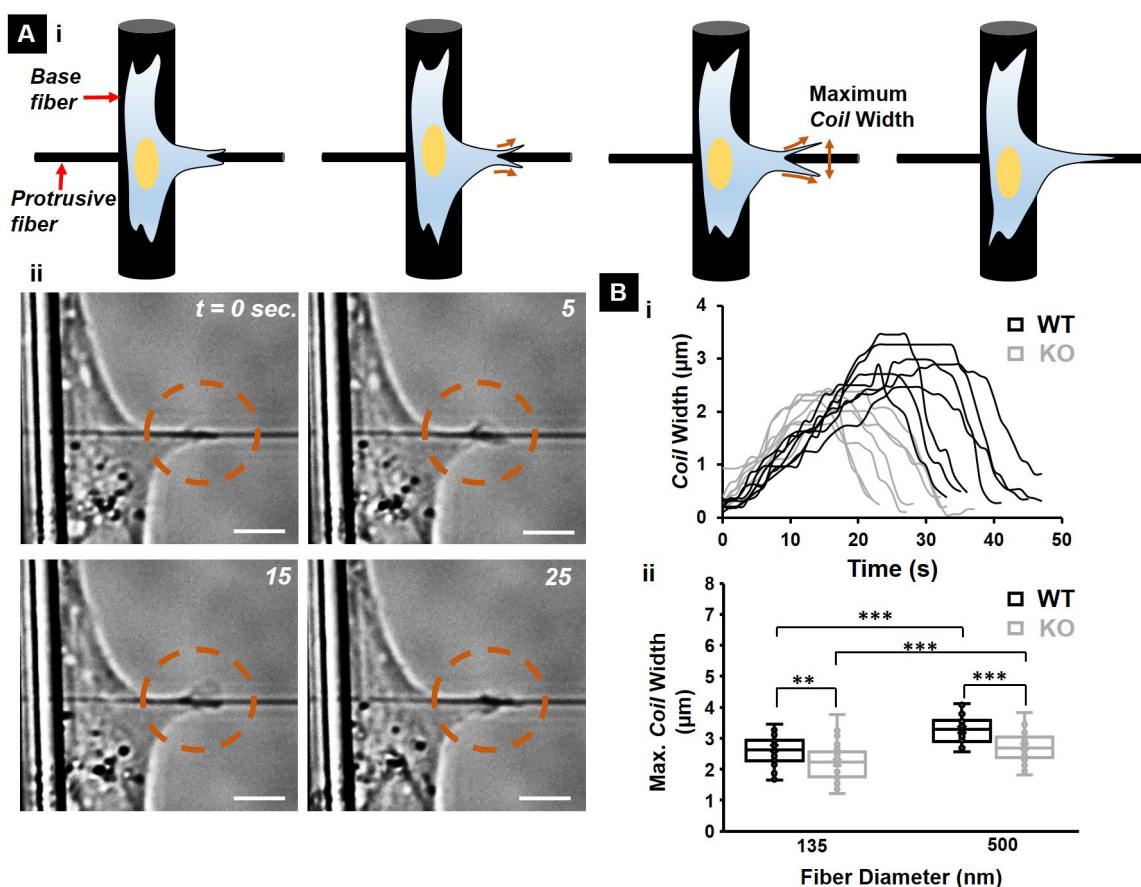 A
i
Base
fiber
Protrusive
fiber
Maximum
Coil Width
ii
t = 0 sec.
5
15
25
B
i
WT
KO
Coil Width (µm)
4
3
2
1
0
0 10 20 30 40 50
Time (s)
ii
WT
KO
Max. Coil Width
(µm)
8
7
6
5
4
3
2
1
0
***
***
**
***
135 500
Fiber Diameter (nm)